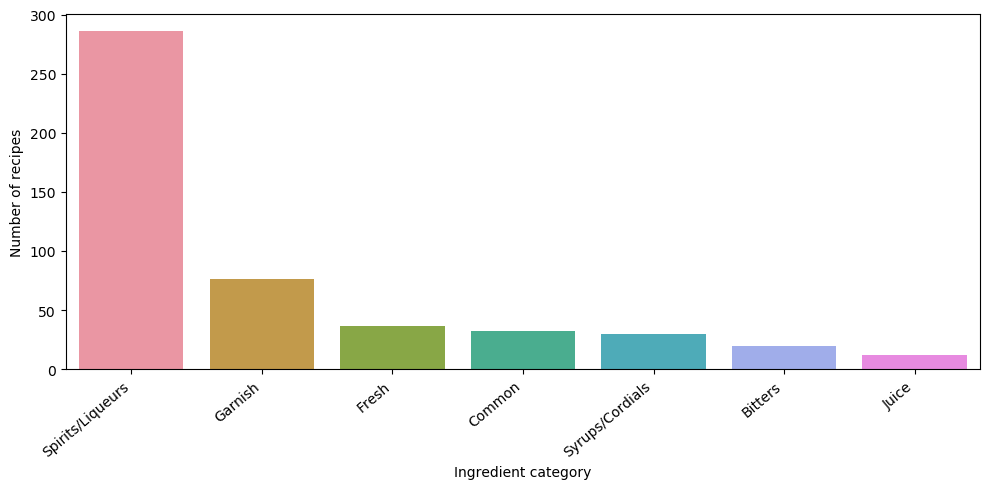 300
250
200
150
100
50
0
Number of recipes
Spirits/Liqueurs
Garnish
Fresh
Common
Syrups/Cordials
Bitters
Juice
Ingredient category